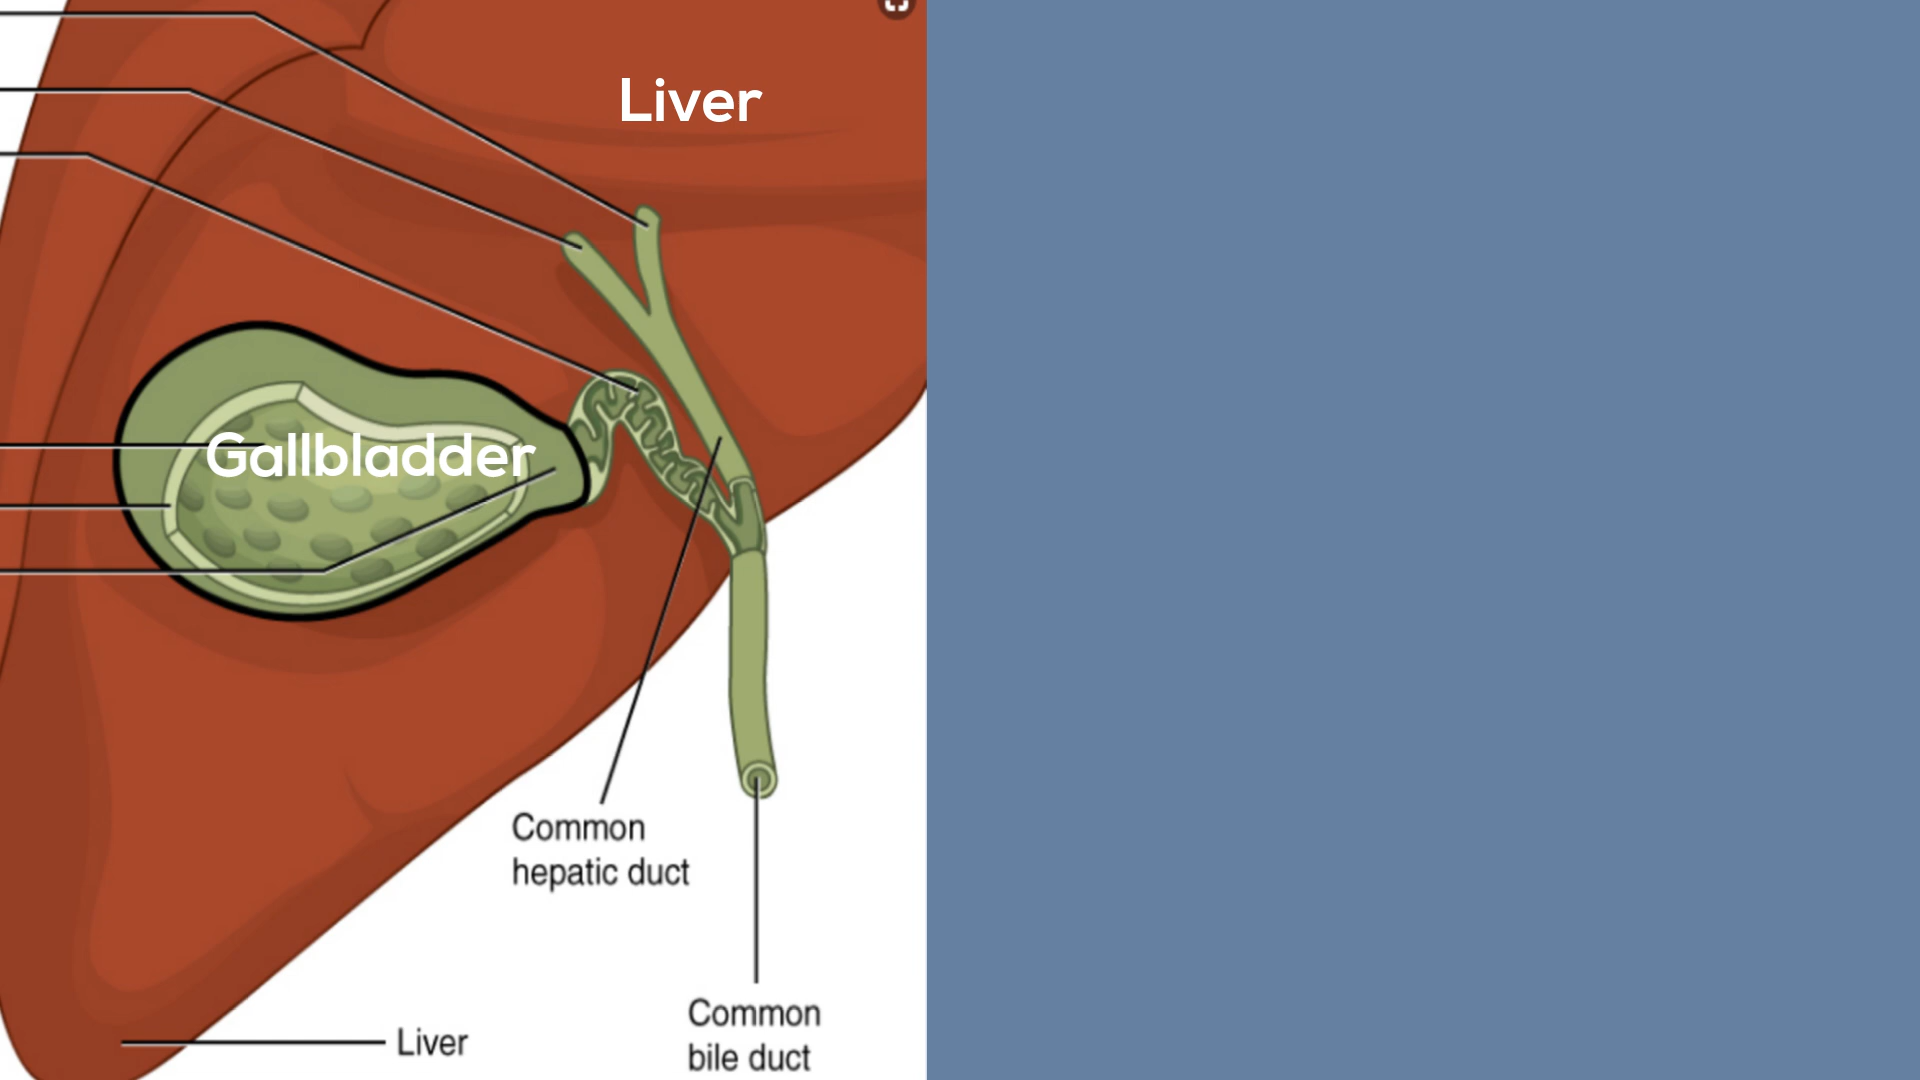 Liver
Gallbladder
Common
hepatic duct
Common
bile duct
Liver